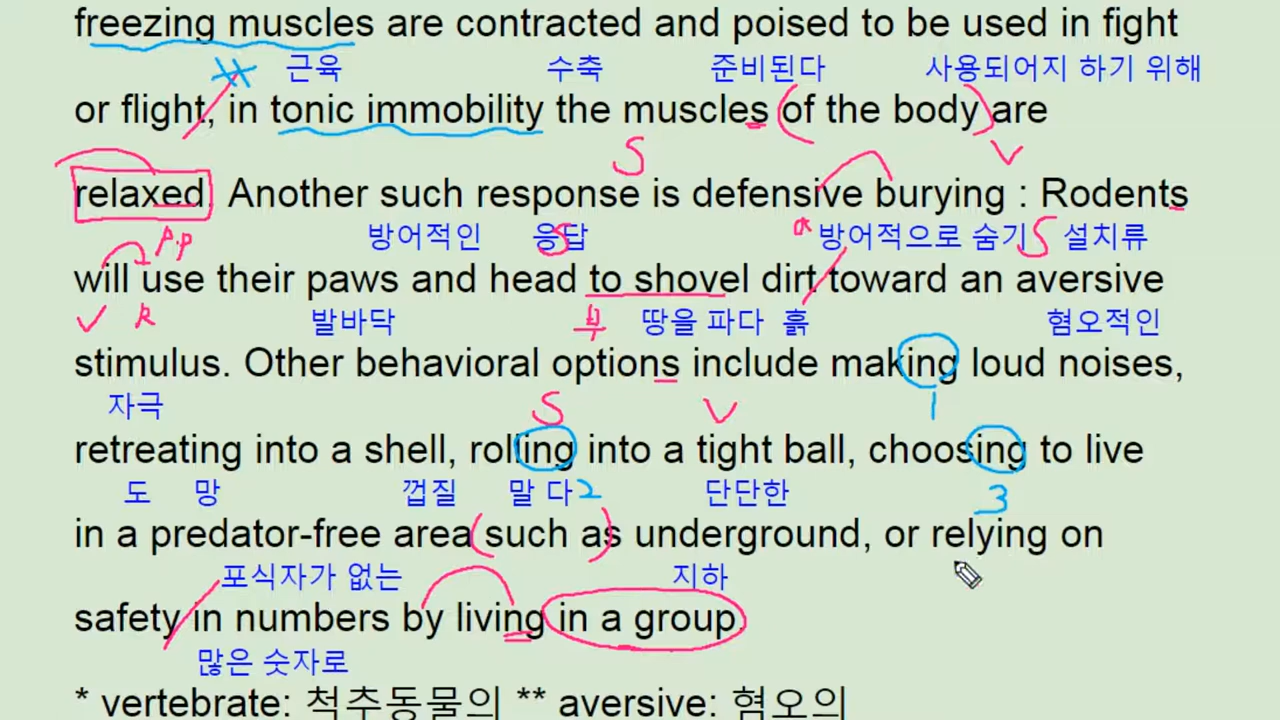 freezing muscles are contracted and poised to be used in fight
근육 수축 준비된다 사용되어지 하기 위해
or flight, in tonic immobility the muscles of the body are
S V
relaxed. Another such response is defensive burying : Rodents
p.p 방어적인 응답 S 방어적으로 숨기 S 설치류
will use their paws and head to shovel dirt toward an aversive
V R 발바닥 부 땅을 파다 흙 혐오적인
stimulus. Other behavioral options include making loud noises,
자극 S V 1
retreating into a shell, rolling into a tight ball, choosing to live
도 망 껍질 말 다 2 단단한 3
in a predator-free area such as underground, or relying on
포식자가 없는 지하
safety in numbers by living in a group
많은 숫자로
* vertebrate: 척추동물의 ** aversive: 혐오의